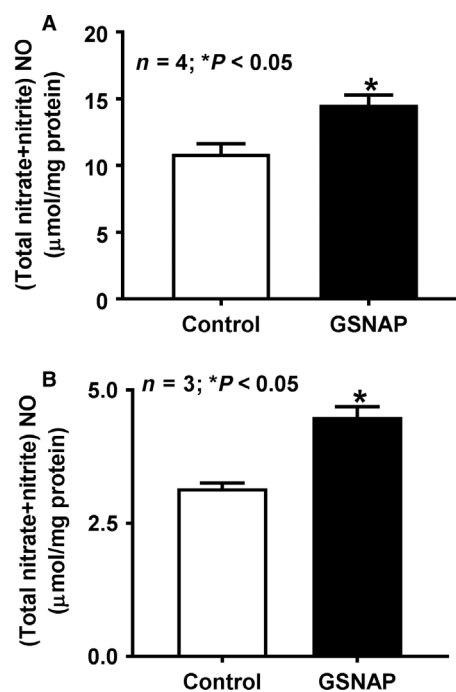 A
(Total nitrate+nitrite) NO
(μmol/mg protein)
20
15
10
5
0
n = 4; *P < 0.05
*
Control GSNAP
B
(Total nitrate+nitrite) NO
(μmol/mg protein)
5.0
2.5
0.0
n = 3; *P < 0.05
*
Control GSNAP